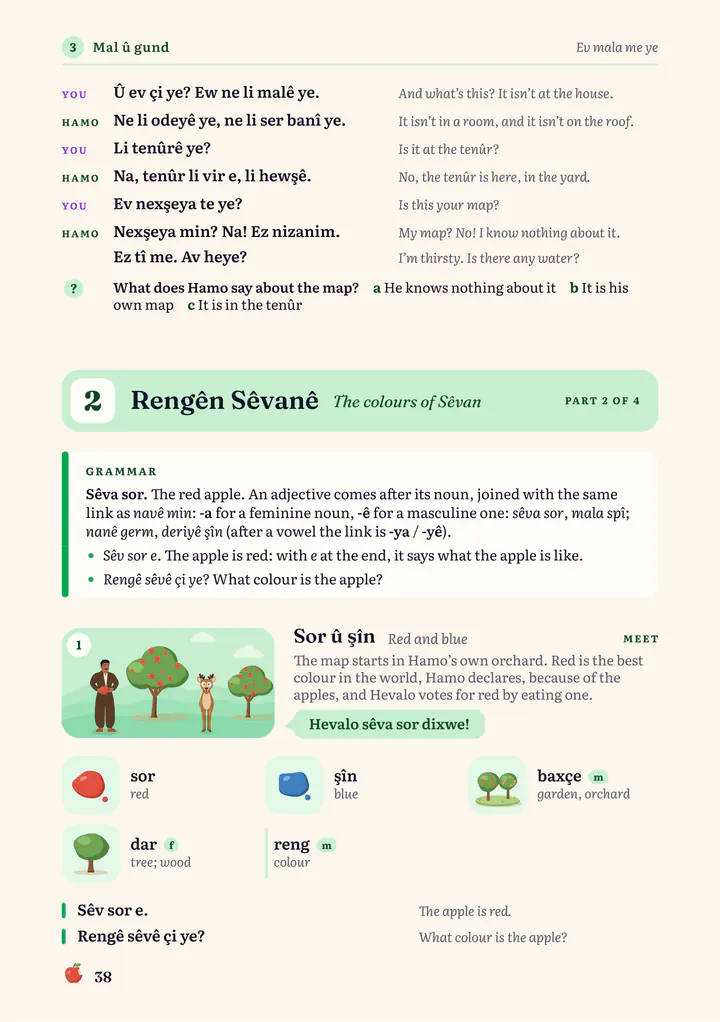 3 Mal û gund Ev mala me ye
YOU Û ev çi ye? Ew ne li malê ye. And what's this? It isn't at the house.
HAMO Ne li odeyê ye, ne li ser banî ye. It isn't in a room, and it isn't on the roof.
YOU Li tenûrê ye? Is it at the tenûr?
HAMO Na, tenûr li vir e, li hewşê. No, the tenûr is here, in the yard.
YOU Ev nexşeya te ye? Is this your map?
HAMO Nexşeya min? Na! Ez nizanim. My map? No! I know nothing about it.
Ez tî me. Av heye? I'm thirsty. Is there any water?
? What does Hamo say about the map? a He knows nothing about it b It is his
own map c It is in the tenûr
2 Rengên Sêvanê The colours of Sêvan PART 2 OF 4
GRAMMAR
Sêva sor. The red apple. An adjective comes after its noun, joined with the same
link as navê min: -a for a feminine noun, -ê for a masculine one: sêva sor, mala spî;
nanê germ, deriyê şîn (after a vowel the link is -ya / -yê).
• Sêv sor e. The apple is red: with e at the end, it says what the apple is like.
• Rengê sêvê çi ye? What colour is the apple?
1 Sor û şîn Red and blue MEET
The map starts in Hamo's own orchard. Red is the best
colour in the world, Hamo declares, because of the
apples, and Hevalo votes for red by eating one.
Hevalo sêva sor dixwe!
sor şîn baxçe m
red blue garden, orchard
dar f reng m
tree; wood colour
Sêv sor e. The apple is red.
Rengê sêvê çi ye? What colour is the apple?
38